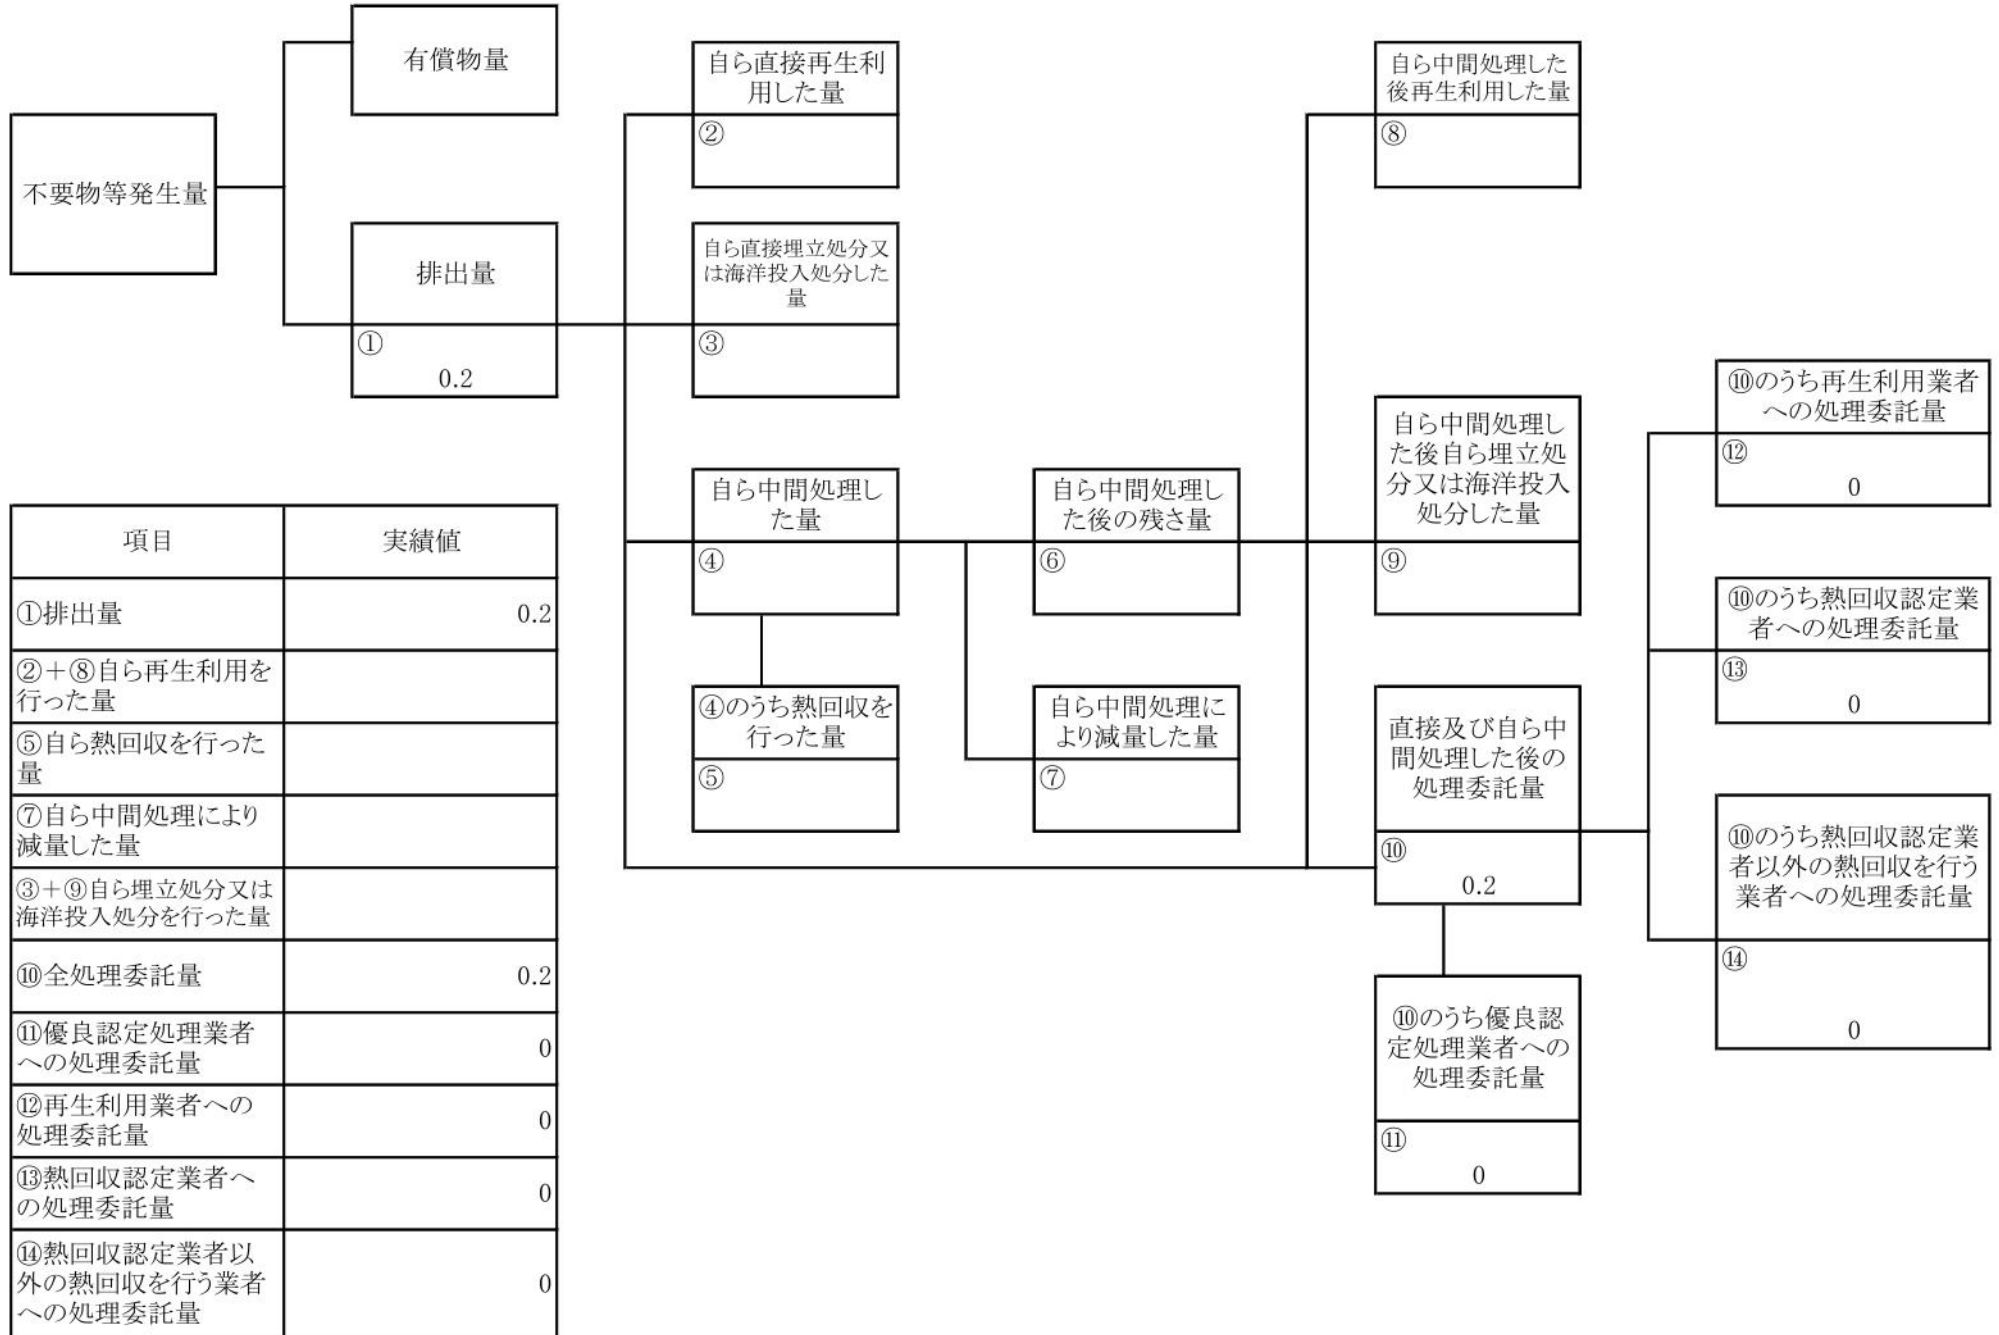 有償物量
不要物等発生量
排出量
①
0.2
自ら直接再生利
用した量
②
自ら直接埋立処分又
は海洋投入処分した
量
③
自ら中間処理し
た量
④
④のうち熱回収を
行った量
⑤
自ら中間処理し
た後の残さ量
⑥
自ら中間処理に
より減量した量
⑦
自ら中間処理した
後再生利用した量
⑧
自ら中間処理し
た後自ら埋立処
分又は海洋投入
処分した量
⑨
直接及び自ら中
間処理した後の
処理委託量
⑩
0.2
⑩のうち優良認
定処理業者への
処理委託量
⑪
0
⑩のうち再生利用業者
への処理委託量
⑫
0
⑩のうち熱回収認定業
者への処理委託量
⑬
0
⑩のうち熱回収認定業
者以外の熱回収を行う
業者への処理委託量
⑭
0
項目 実績値
①排出量 0.2
②＋⑧自ら再生利用を
行った量
⑤自ら熱回収を行った
量
⑦自ら中間処理により
減量した量
③＋⑨自ら埋立処分又は
海洋投入処分を行った量
⑩全処理委託量 0.2
⑪優良認定処理業者
への処理委託量 0
⑫再生利用業者への
処理委託量 0
⑬熱回収認定業者へ
の処理委託量 0
⑭熱回収認定業者以
外の熱回収を行う業者 0
への処理委託量